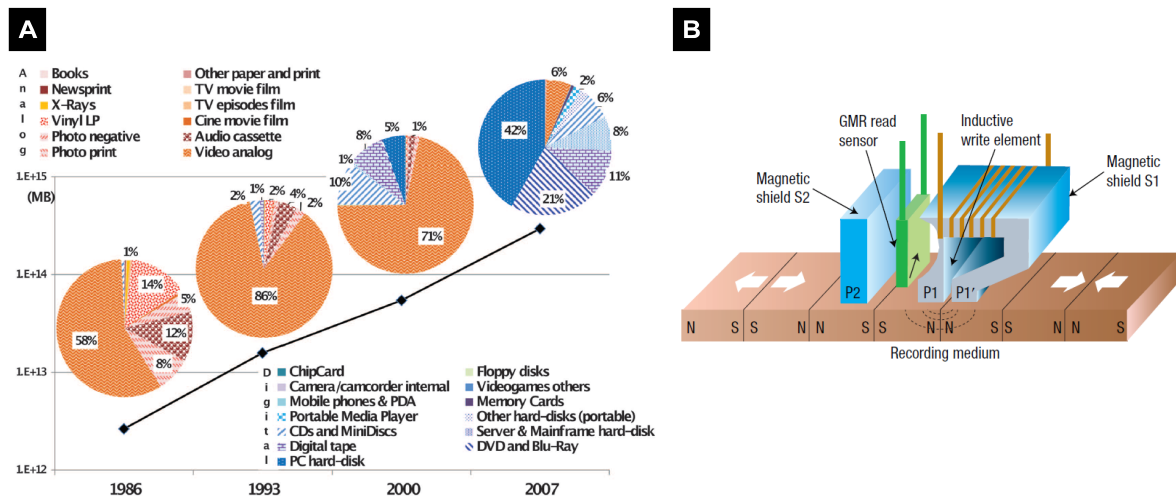 A
A Books
n Newsprint
a X-Rays
l Vinyl LP
o Photo negative
g Photo print
Other paper and print
TV movie film
TV episodes film
Cine movie film
Audio cassette
Video analog
1.E+15
(MB)
1.E+14
1.E+13
1.E+12
1%
14%
5%
12%
8%
58%
2%
1%
2%
4%
2%
86%
1%
8%
5%
1%
10%
71%
6%
2%
6%
8%
11%
21%
42%
D ChipCard
i Camera/camcorder internal
g Mobile phones & PDA
i Portable Media Player
t CDs and MiniDiscs
a Digital tape
l PC hard-disk
Floppy disks
Videogames others
Memory Cards
Other hard-disks (portable)
Server & Mainframe hard-disk
DVD and Blu-Ray
1986
1993
2000
2007
B
GMR read
sensor
Inductive
write element
Magnetic
shield S2
Magnetic
shield S1
P2
P1
P1′
N S S N N S S N N S S N N S
Recording medium